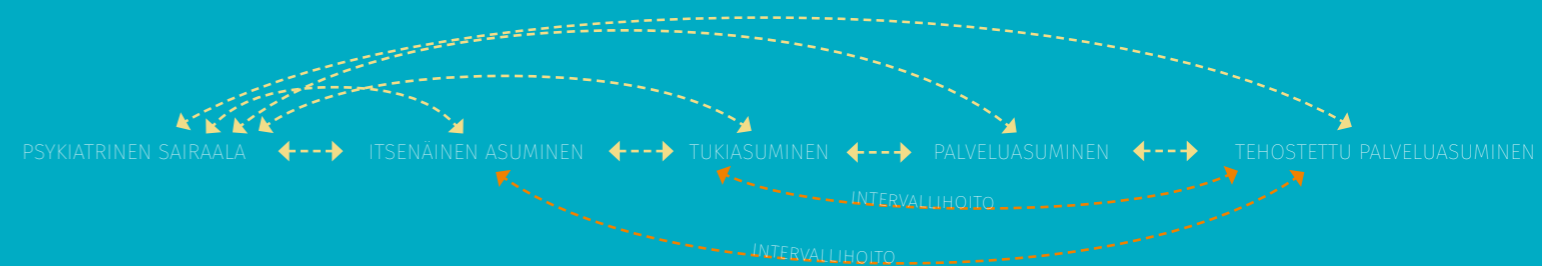 PSYKIATRINEN SAIRAALA ITSENÄINEN ASUMINEN TUKIASUMINEN PALVELUASUMINEN TEHOSTETTU PALVELUASUMINEN
INTERVALLIHOITO
INTERVALLIHOITO